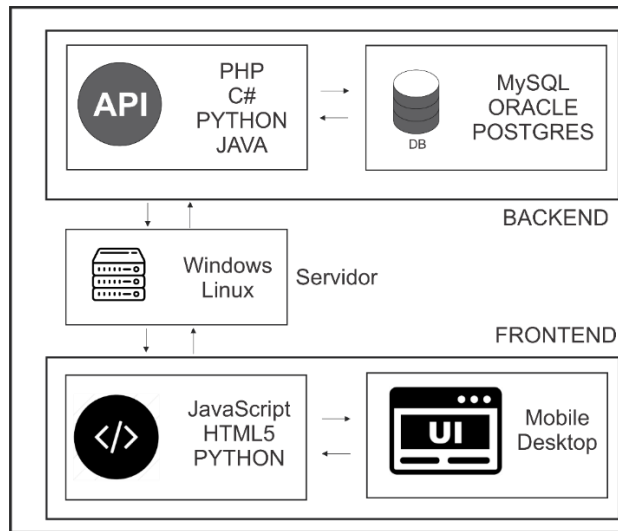 API
PHP
C#
PYTHON
JAVA
DB
MySQL
ORACLE
POSTGRES
BACKEND
Windows
Linux
Servidor
FRONTEND
</>
JavaScript
HTML5
PYTHON
UI
Mobile
Desktop